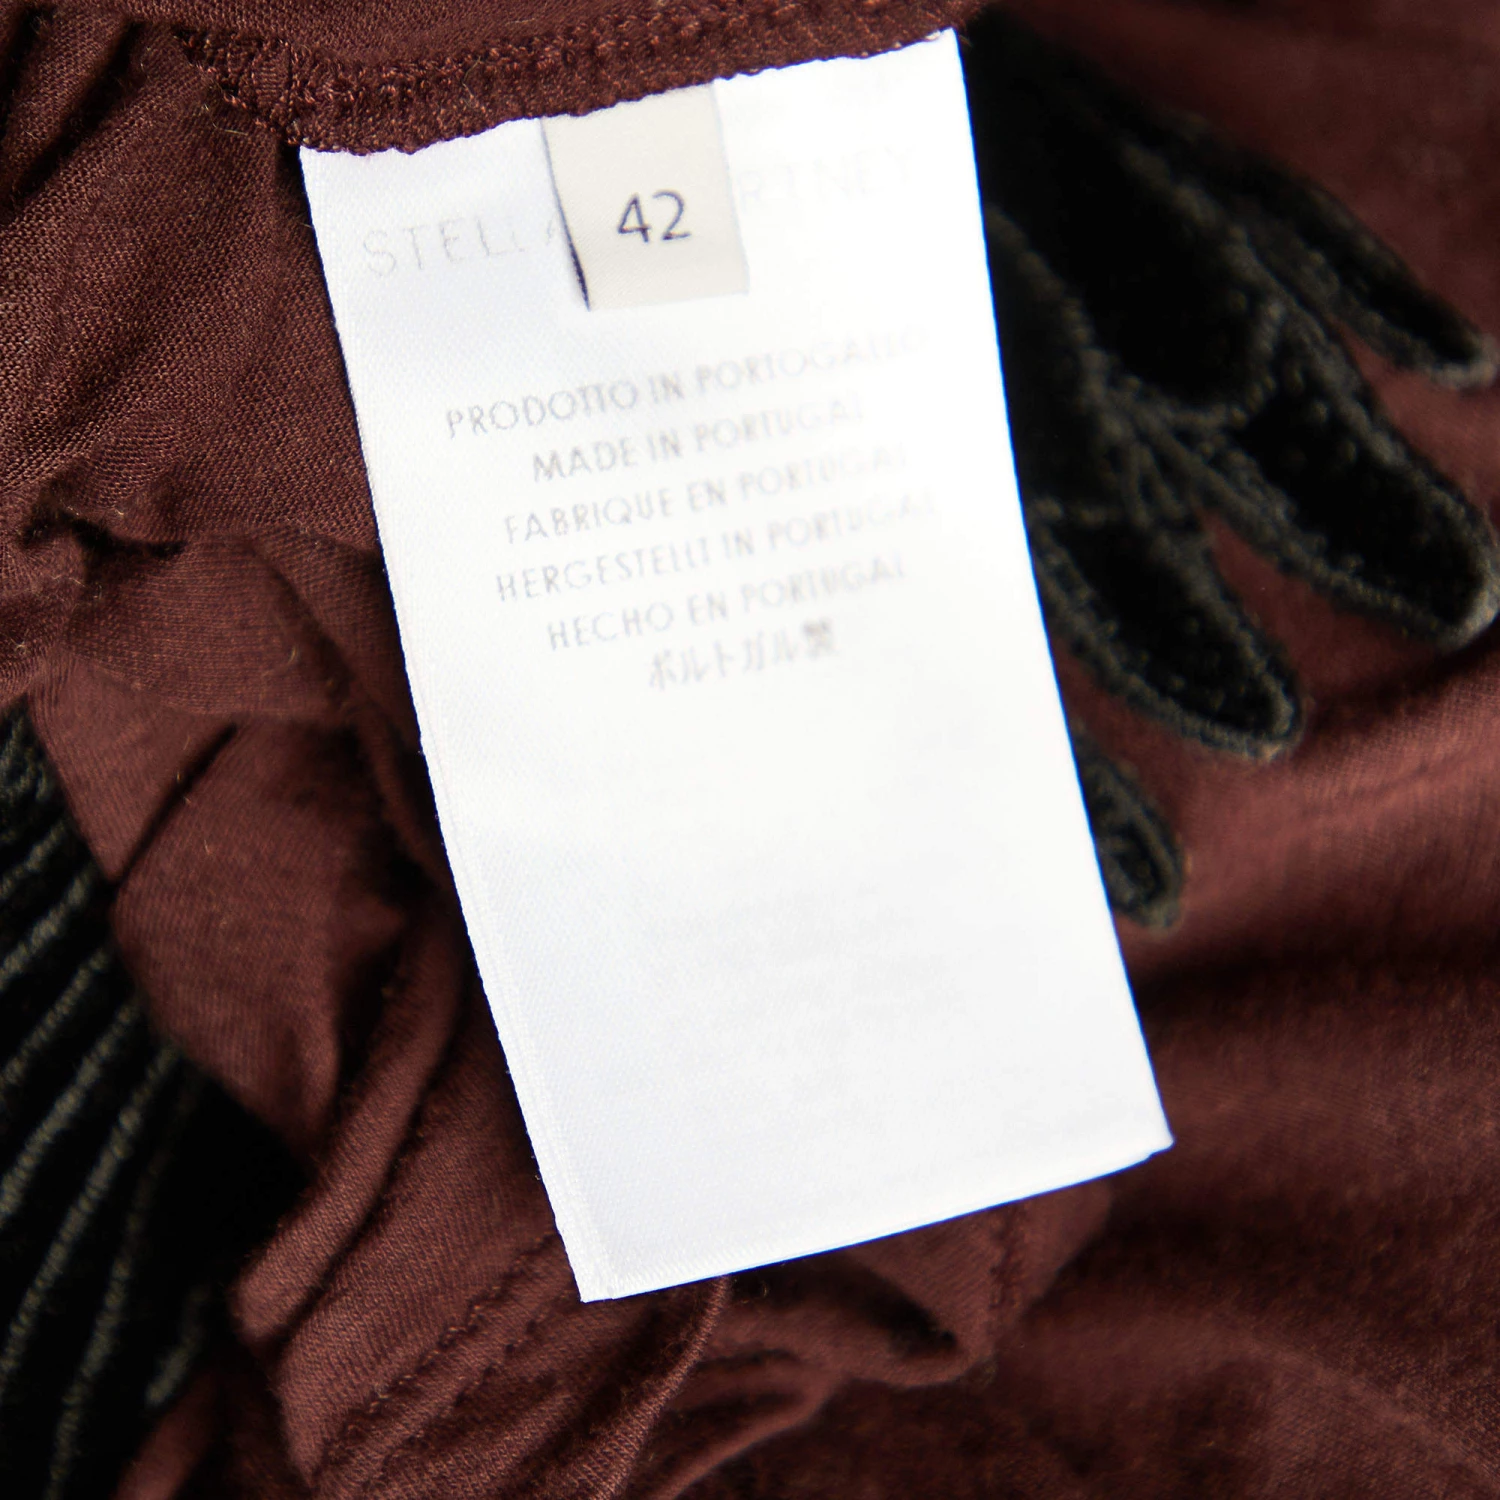 STELLA RTNEY
42
PRODOTTO IN PORTOGALLO
MADE IN PORTUGAL
FABRIQUE EN PORTUGAL
HERGESTELLT IN PORTUGAL
HECHO EN PORTUGAL
ポルトガル製